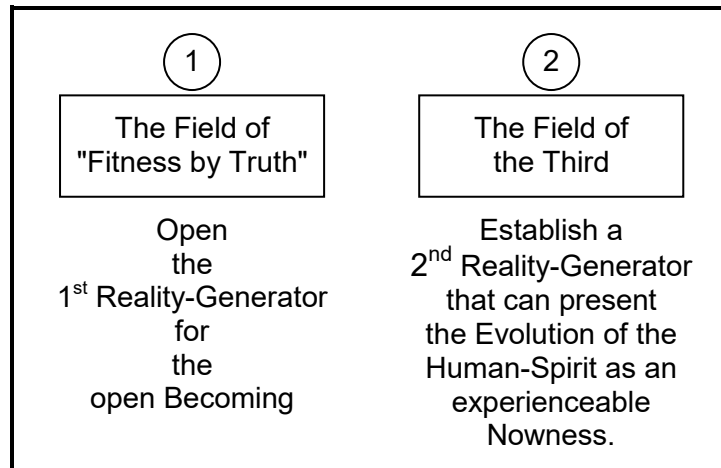 1
The Field of
"Fitness by Truth"
Open
the
1st Reality-Generator
for
the
open Becoming
2
The Field of
the Third
Establish a
2nd Reality-Generator
that can present
the Evolution of the
Human-Spirit as an
experienceable
Nowness.